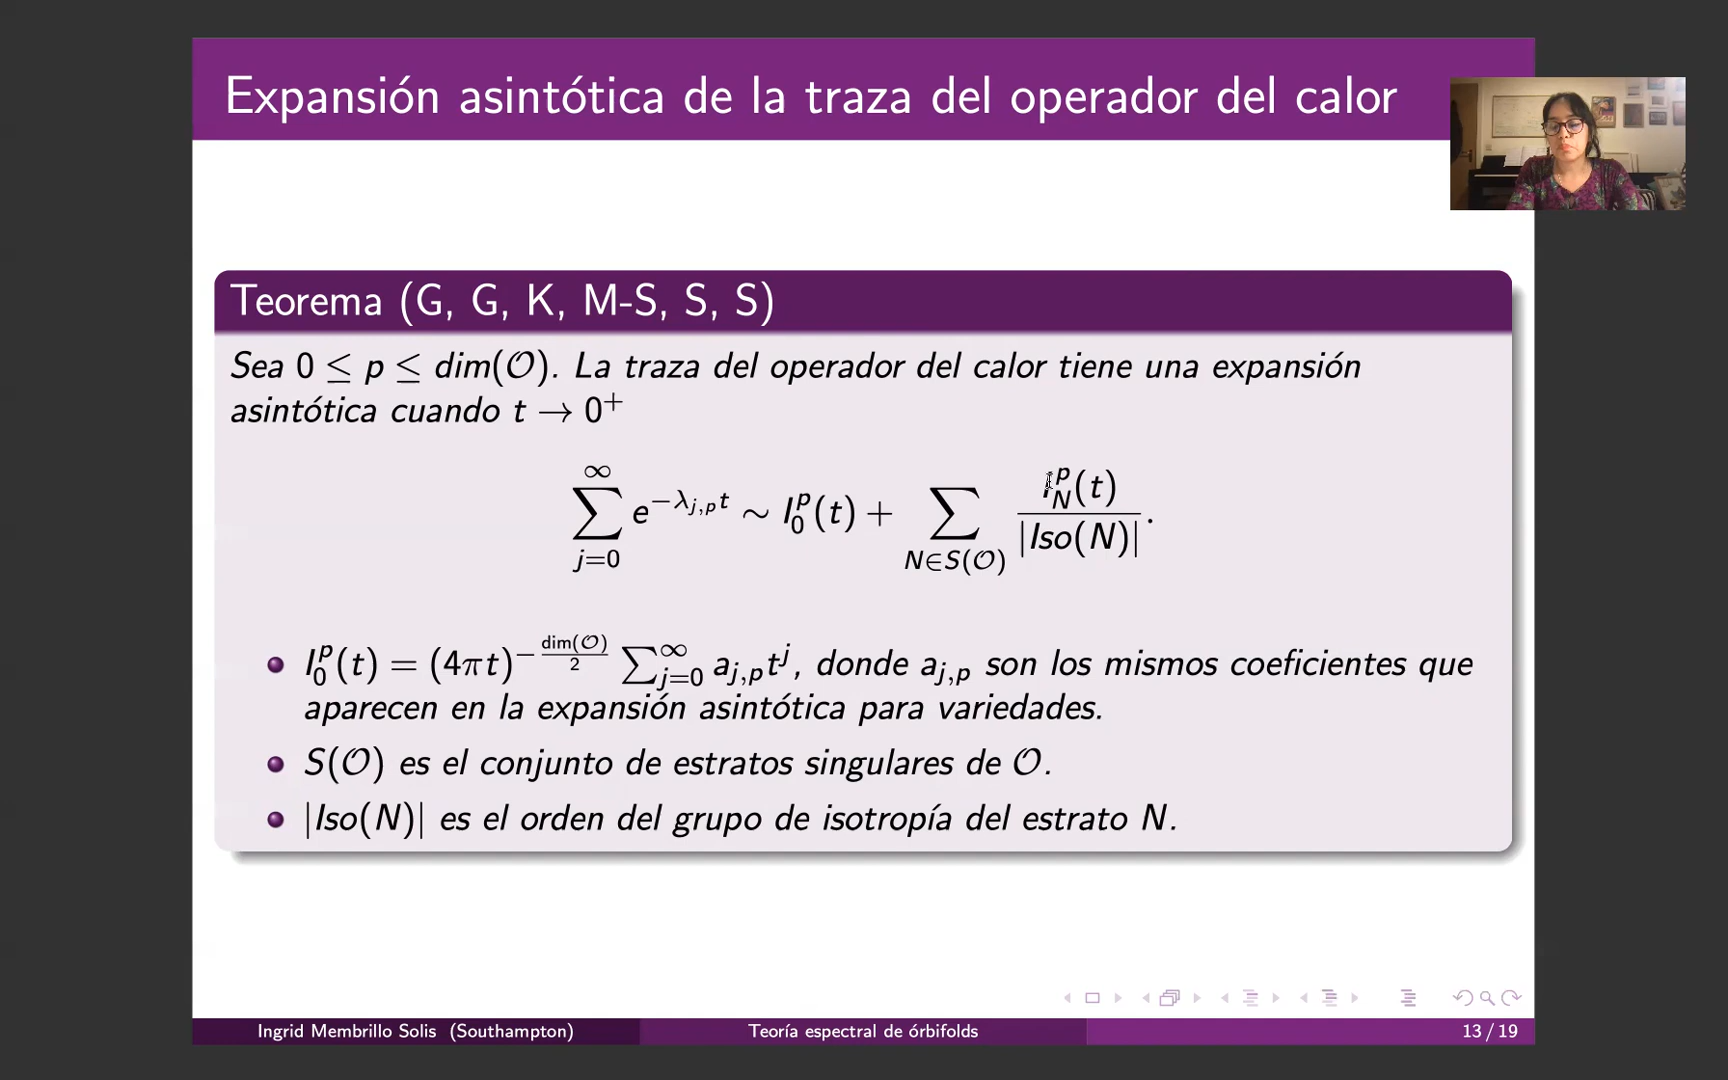 Expansión asintótica de la traza del operador del calor
Teorema (G, G, K, M-S, S, S)
Sea 0 ≤ p ≤ dim(𝒪). La traza del operador del calor tiene una expansión
asintótica cuando t → 0⁺
∑_{j=0}^{∞} e^{−λ_{j,p}t} ∼ I_0^p(t) + ∑_{N∈S(𝒪)} I_N^p(t) / |Iso(N)|.
I_0^p(t) = (4πt)^{−dim(𝒪)/2} ∑_{j=0}^{∞} a_{j,p}t^j, donde a_{j,p} son los mismos coeficientes que
aparecen en la expansión asintótica para variedades.
S(𝒪) es el conjunto de estratos singulares de 𝒪.
|Iso(N)| es el orden del grupo de isotropía del estrato N.
Ingrid Membrillo Solis (Southampton)
Teoría espectral de órbifolds
13 / 19